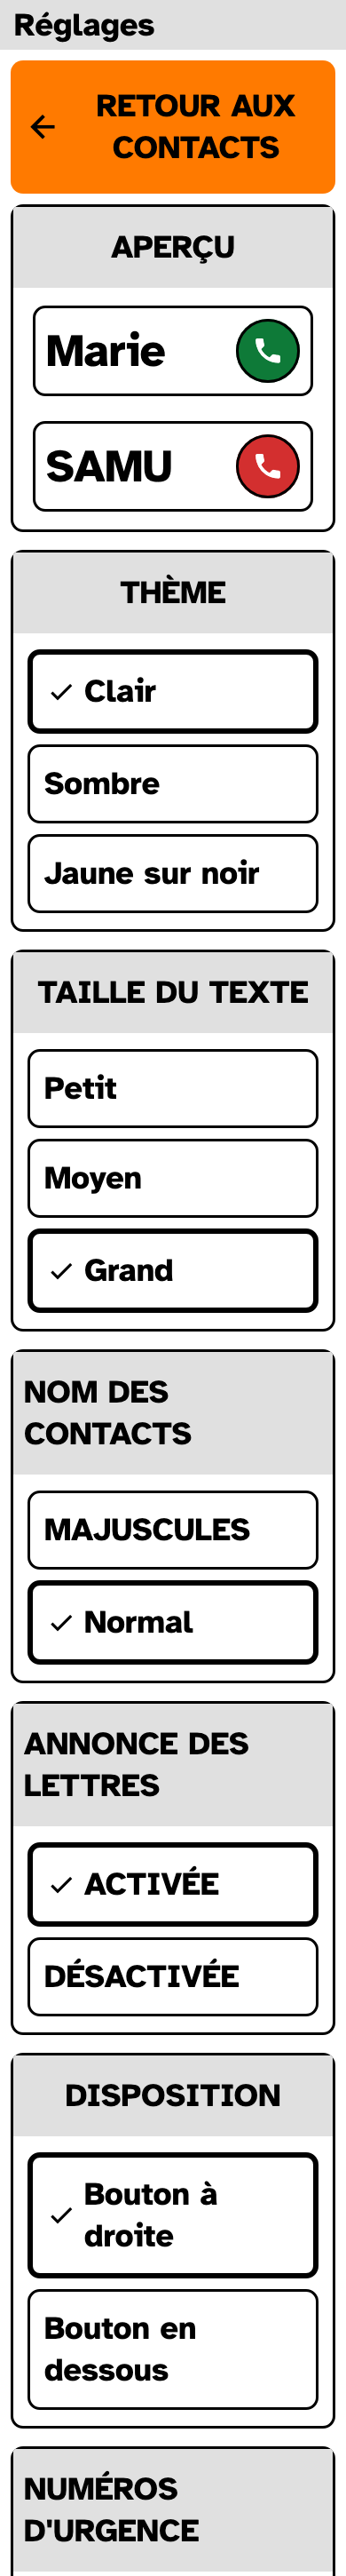 Réglages
RETOUR AUX
CONTACTS
APERÇU
Marie
SAMU
THÈME
Clair
Sombre
Jaune sur noir
TAILLE DU TEXTE
Petit
Moyen
Grand
NOM DES
CONTACTS
MAJUSCULES
Normal
ANNONCE DES
LETTRES
ACTIVÉE
DÉSACTIVÉE
DISPOSITION
Bouton à
droite
Bouton en
dessous
NUMÉROS
D'URGENCE